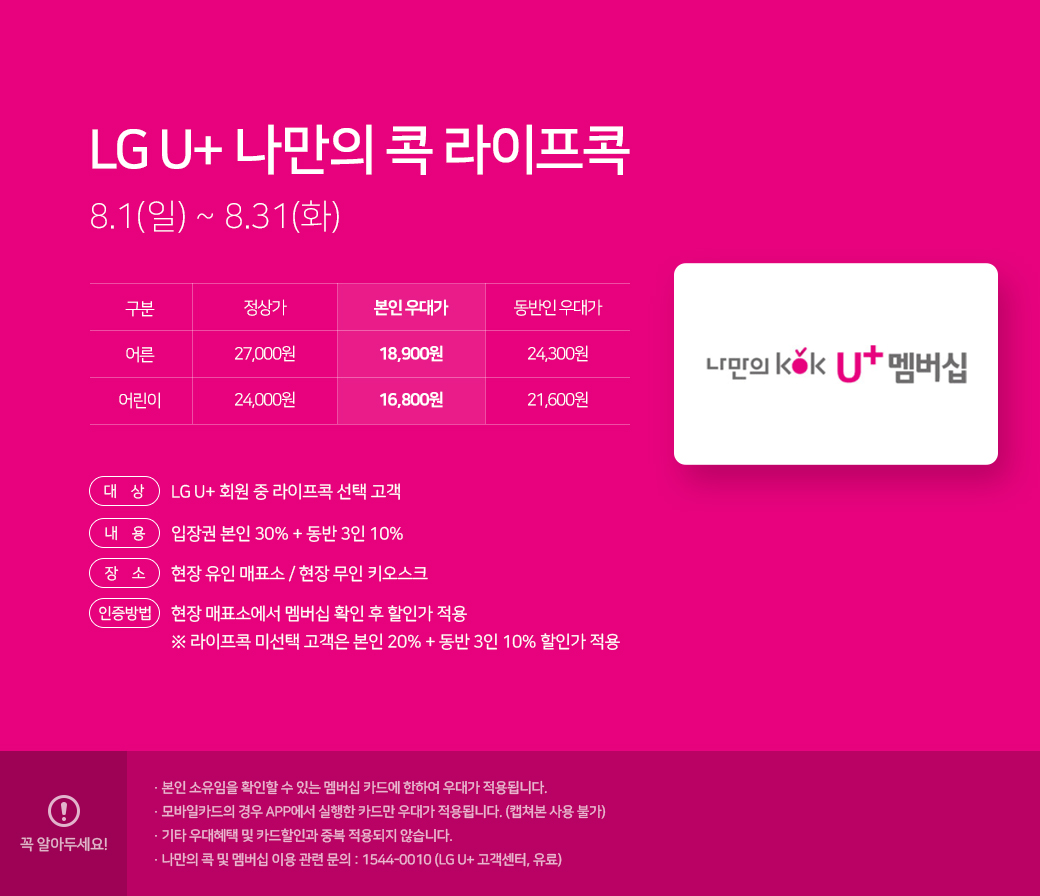 LG U+ 나만의 콕 라이프콕
8.1(일) ~ 8.31(화)
구분 정상가 본인 우대가 동반인 우대가
어른 27,000원 18,900원 24,300원
어린이 24,000원 16,800원 21,600원
나만의 kok U+ 멤버십
대 상 LG U+ 회원 중 라이프콕 선택 고객
내 용 입장권 본인 30% + 동반 3인 10%
장 소 현장 유인 매표소 / 현장 무인 키오스크
인증방법 현장 매표소에서 멤버십 확인 후 할인가 적용
※ 라이프콕 미선택 고객은 본인 20% + 동반 3인 10% 할인가 적용
꼭 알아두세요!
· 본인 소유임을 확인할 수 있는 멤버십 카드에 한하여 우대가 적용됩니다.
· 모바일카드의 경우 APP에서 실행한 카드만 우대가 적용됩니다. (캡쳐본 사용 불가)
· 기타 우대혜택 및 카드할인과 중복 적용되지 않습니다.
· 나만의 콕 및 멤버십 이용 관련 문의 : 1544-0010 (LG U+ 고객센터, 유료)